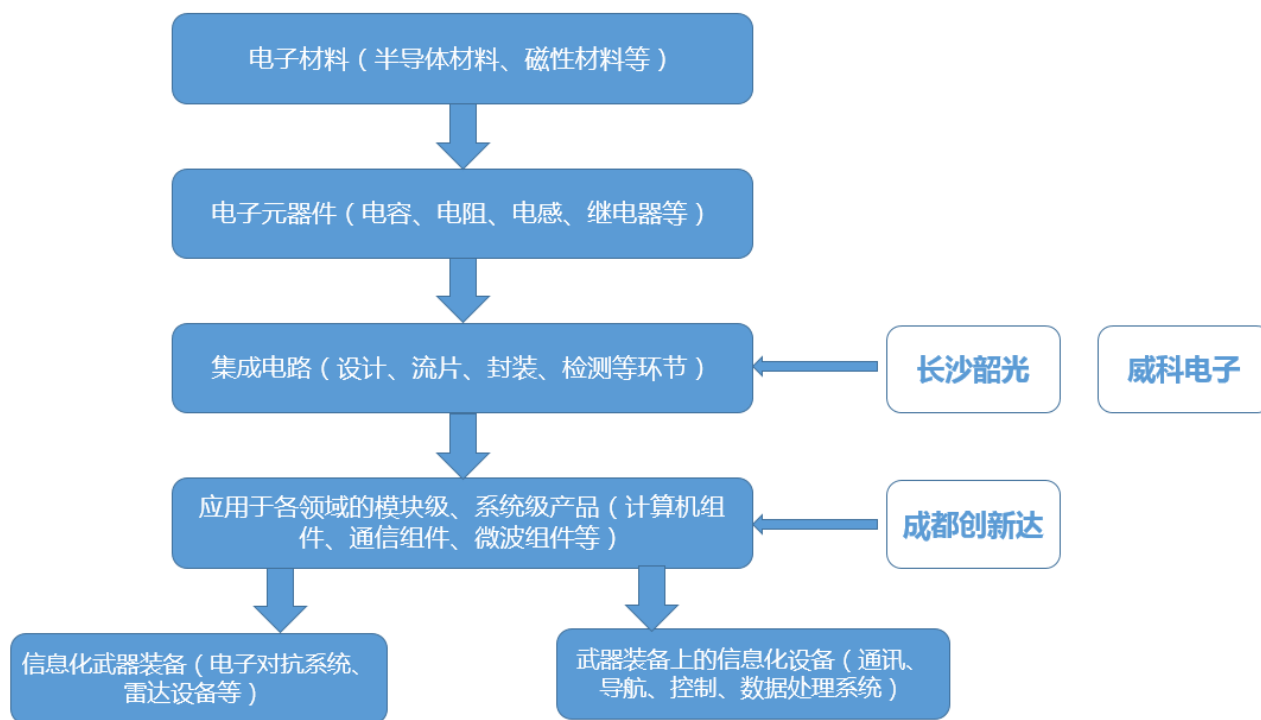 电子材料（半导体材料、磁性材料等）
电子元器件（电容、电阻、电感、继电器等）
集成电路（设计、流片、封装、检测等环节）
长沙韶光
威科电子
应用于各领域的模块级、系统级产品（计算机组
件、通信组件、微波组件等）
成都创新达
信息化武器装备（电子对抗系统、
雷达设备等）
武器装备上的信息化设备（通讯、
导航、控制、数据处理系统）